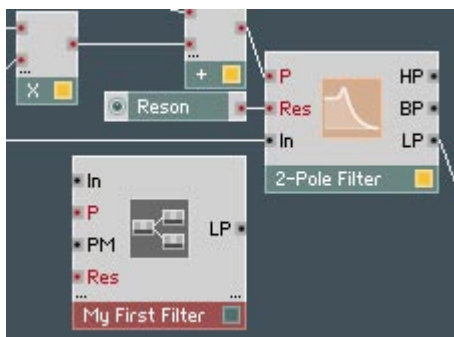 ...
X
...
+
Reson
P
Res
In
HP
BP
LP
2-Pole Filter
In
P
PM
Res
...
LP
...
My First Filter